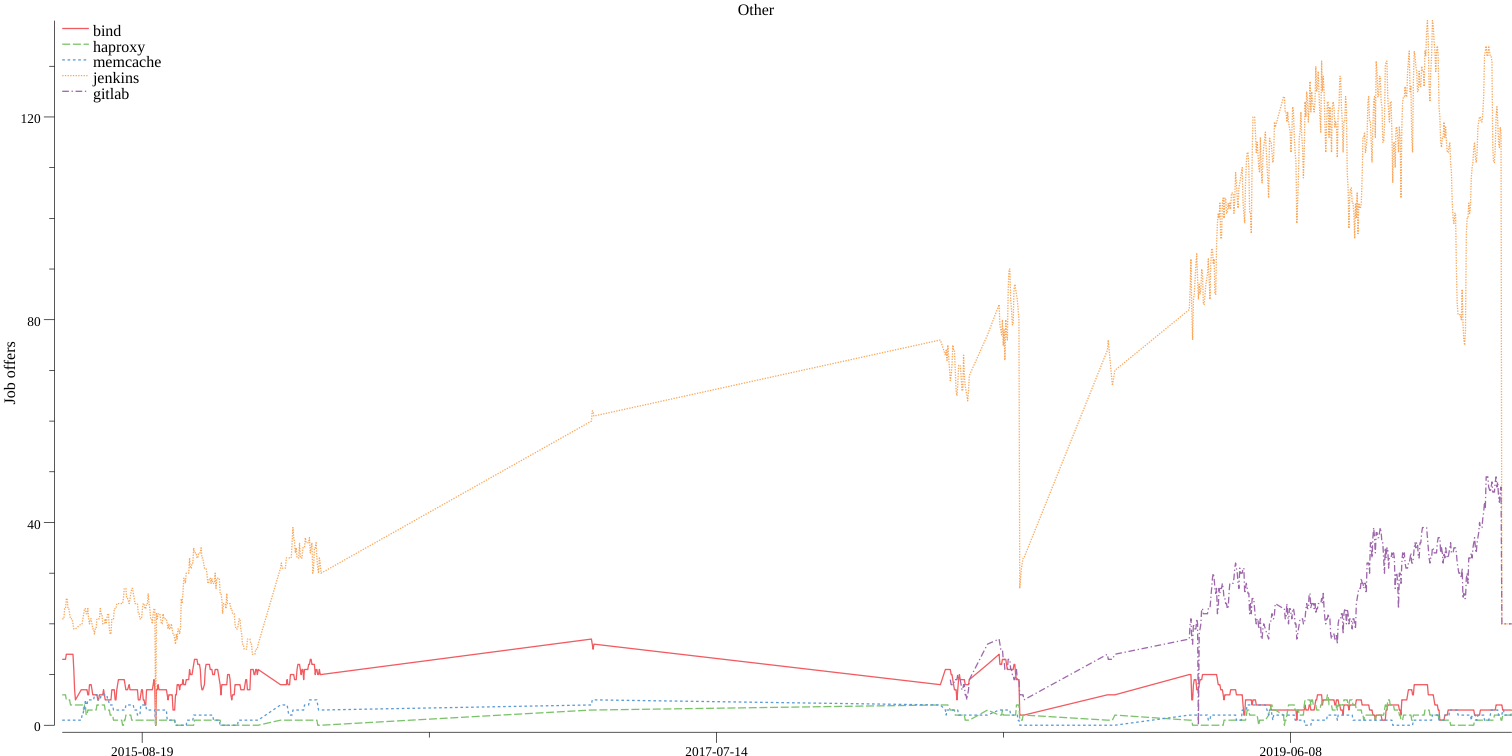 Other
bind
haproxy
memcache
jenkins
gitlab
120
80
40
0
Job offers
2015-08-19
2017-07-14
2019-06-08